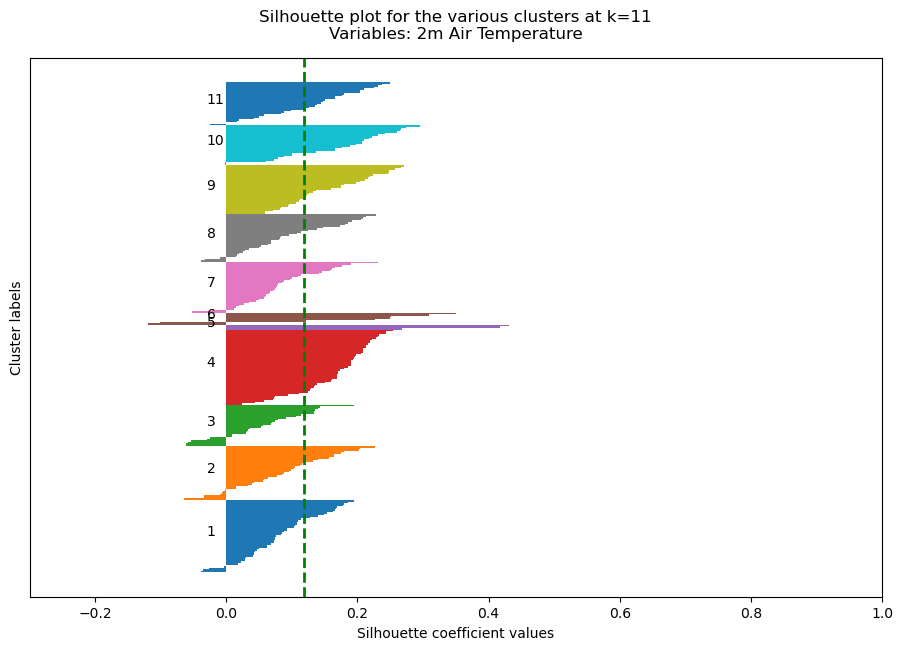 Silhouette plot for the various clusters at k=11
Variables: 2m Air Temperature
Cluster labels
11
10
9
8
7
6
5
4
3
2
1
−0.2 0.0 0.2 0.4 0.6 0.8 1.0
Silhouette coefficient values